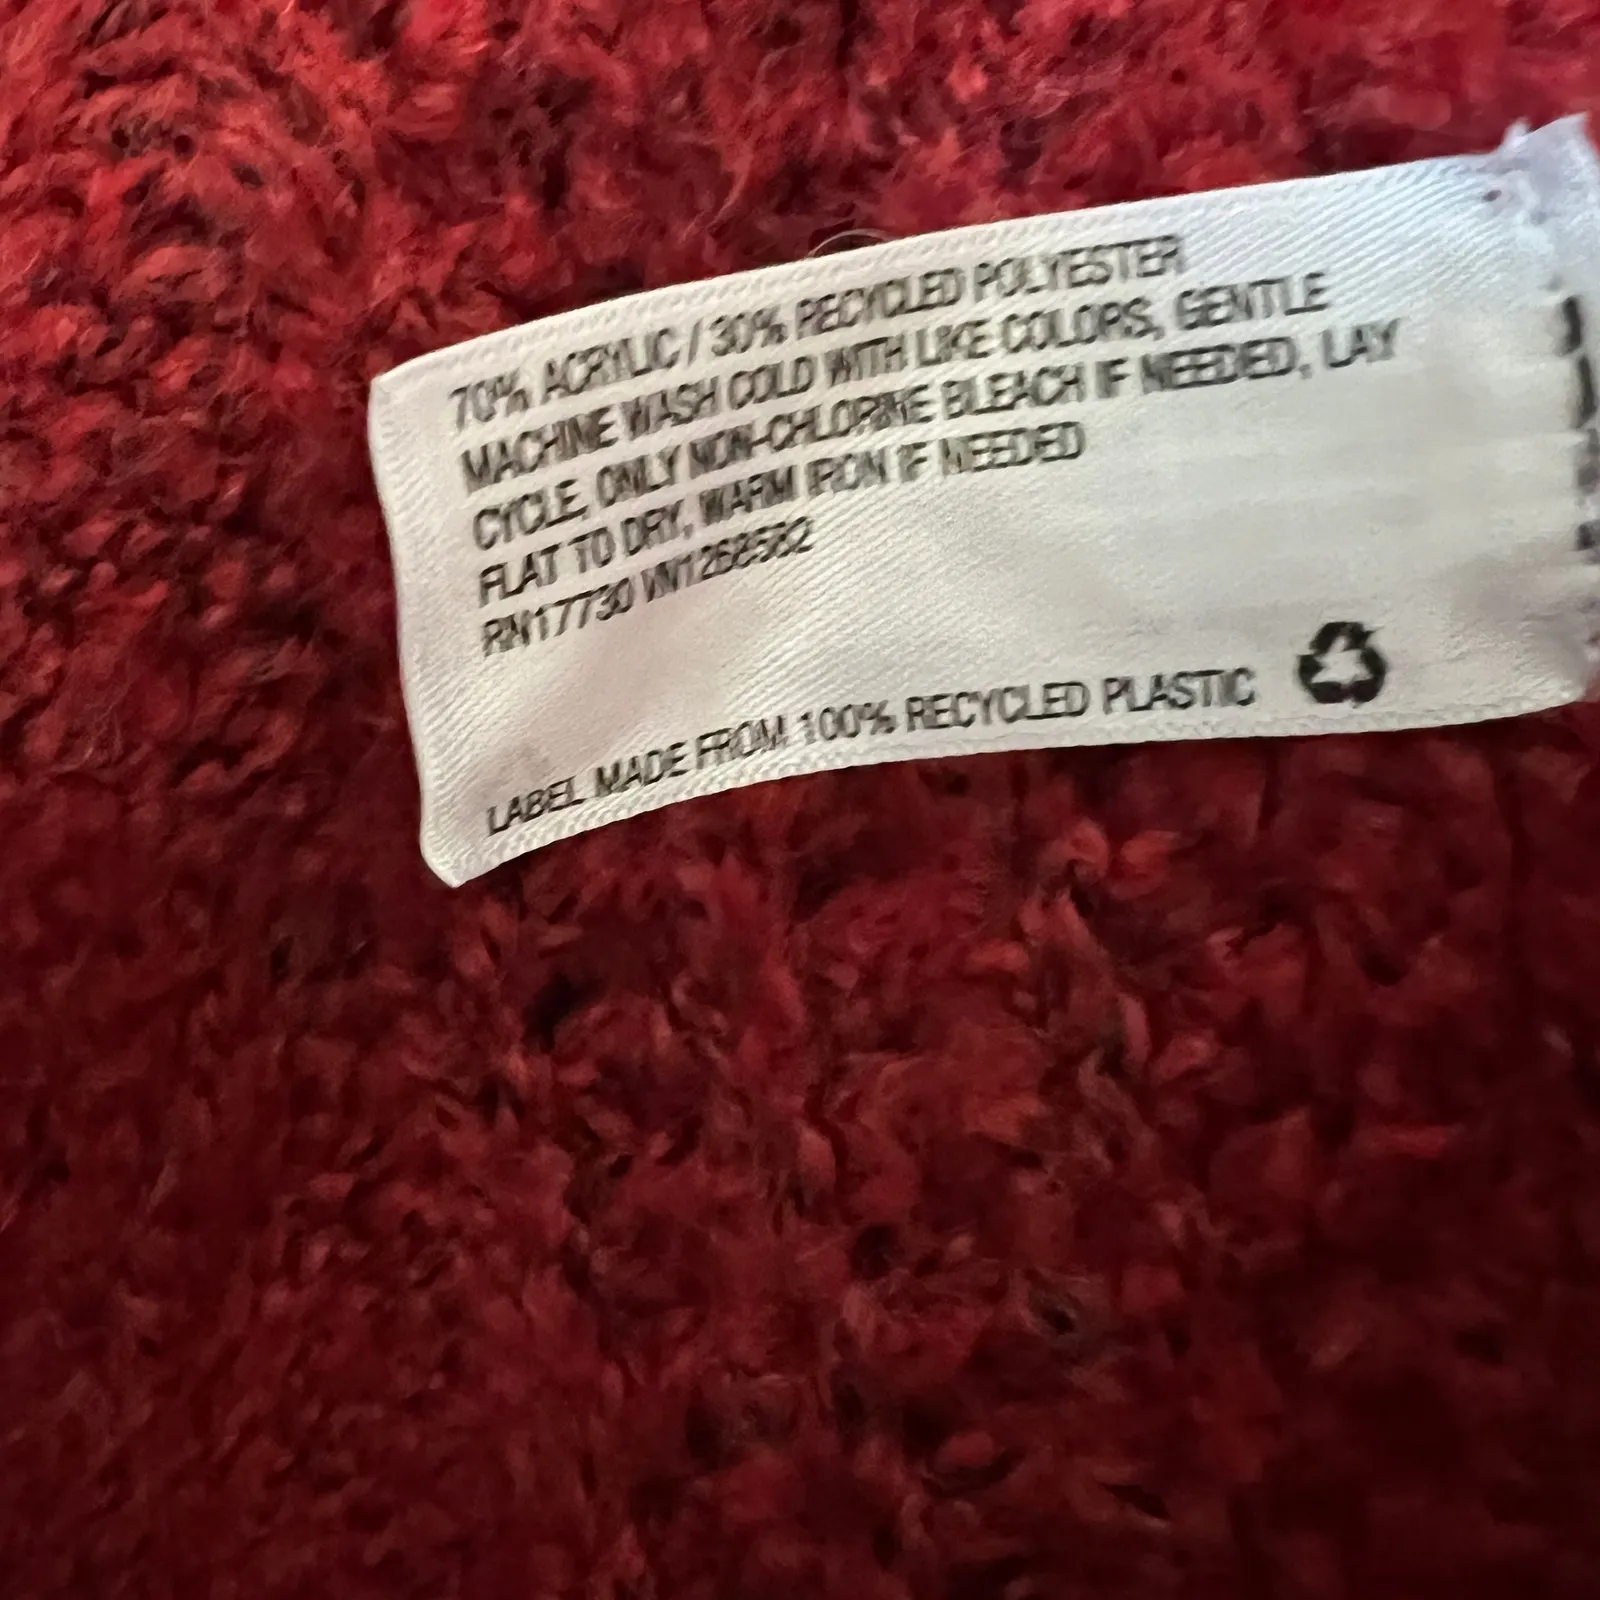 70% ACRYLIC / 30% RECYCLED POLYESTER
MACHINE WASH COLD WITH LIKE COLORS, GENTLE
CYCLE, ONLY NON-CHLORINE BLEACH IF NEEDED, LAY
FLAT TO DRY, WARM IRON IF NEEDED
RN17730 VN1268582
LABEL MADE FROM 100% RECYCLED PLASTIC